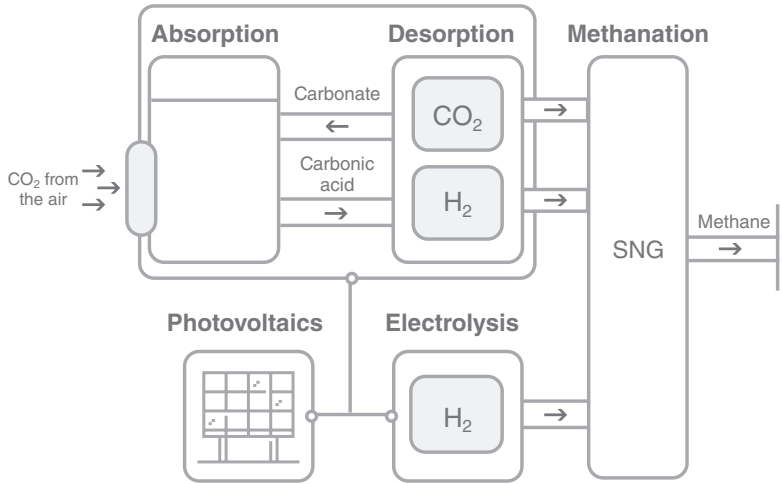 Absorption
Desorption
Methanation
Carbonate
CO₂
Carbonic
acid
CO₂ from
the air
H₂
Methane
SNG
Photovoltaics
Electrolysis
H₂